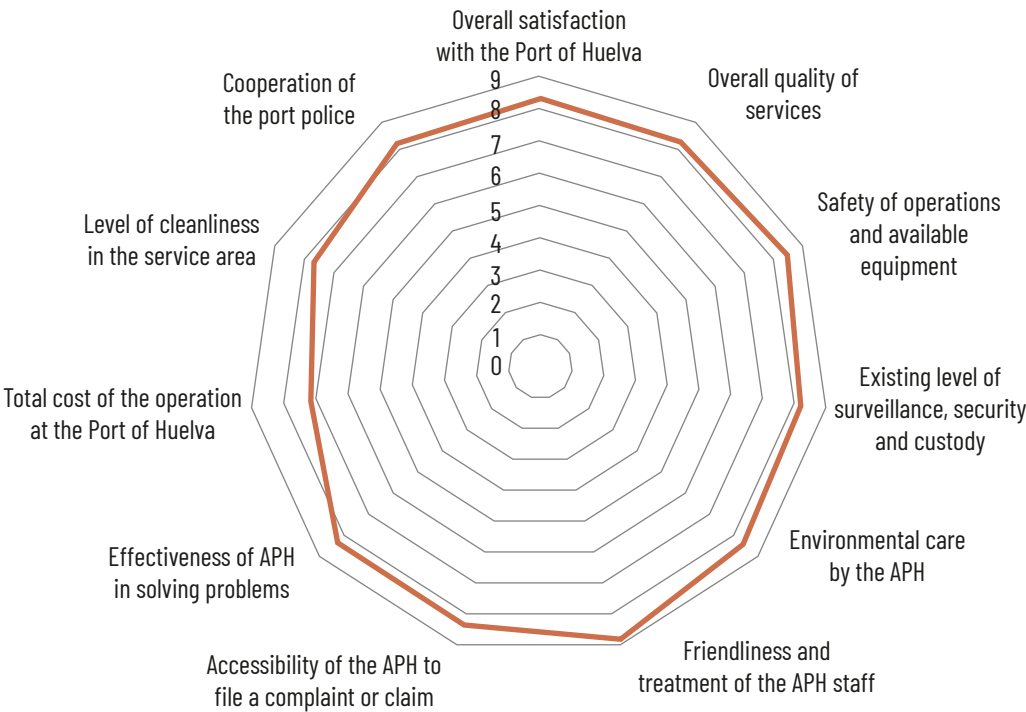 Overall satisfaction
with the Port of Huelva
Overall quality of
services
Safety of operations
and available
equipment
Existing level of
surveillance, security
and custody
Environmental care
by the APH
Friendliness and
treatment of the APH staff
Accessibility of the APH to
file a complaint or claim
Effectiveness of APH
in solving problems
Total cost of the operation
at the Port of Huelva
Level of cleanliness
in the service area
Cooperation of
the port police
9
8
7
6
5
4
3
2
1
0